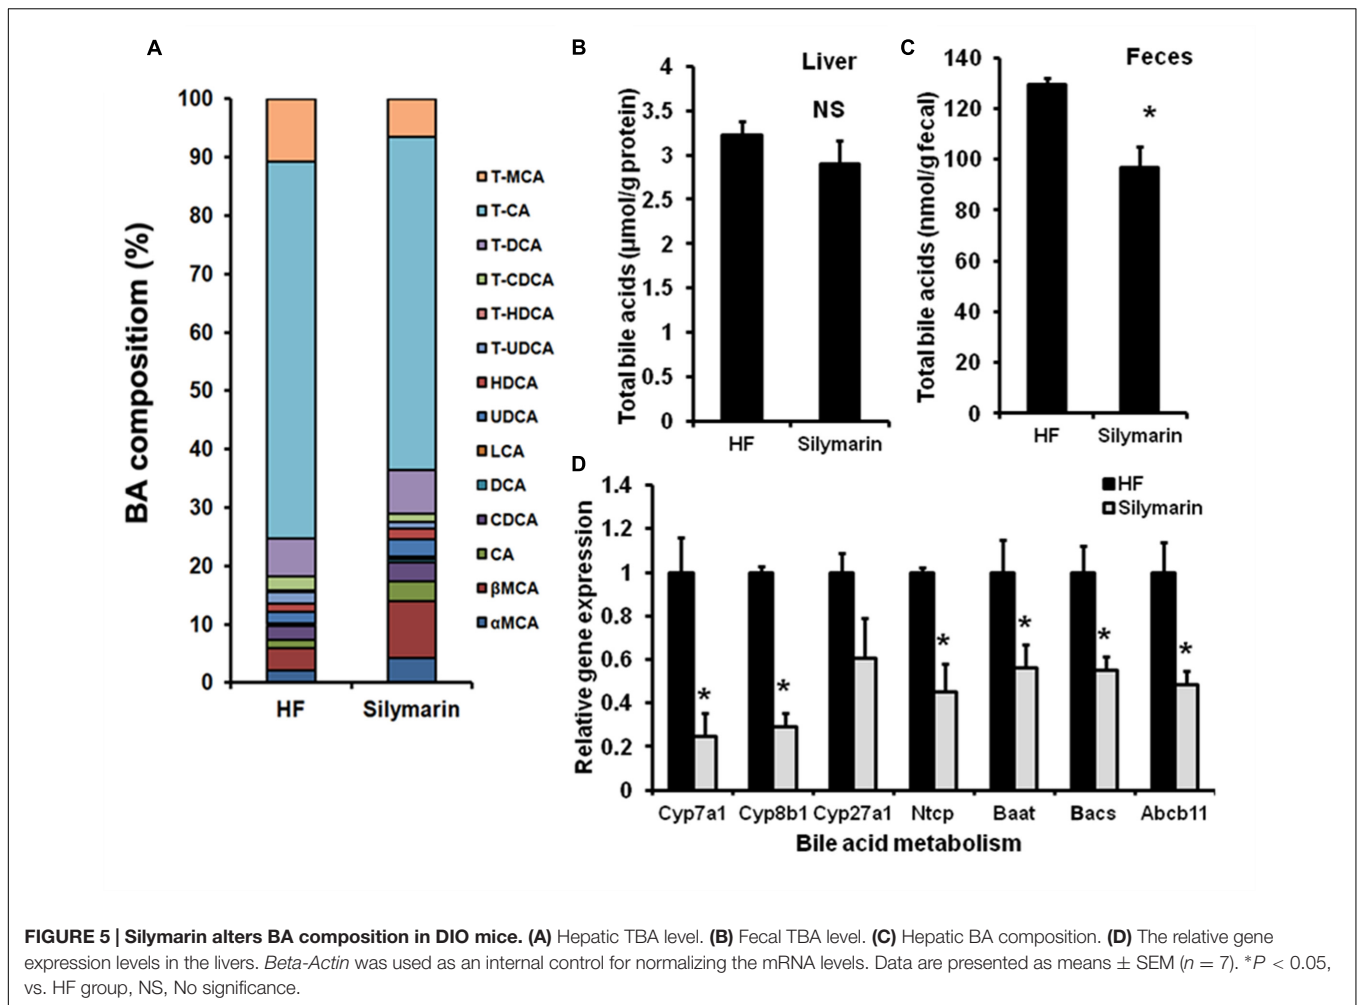 A
BA composition (%)
100
90
80
70
60
50
40
30
20
10
0
HF
Silymarin
T-MCA
T-CA
T-DCA
T-CDCA
T-HDCA
T-UDCA
HDCA
UDCA
LCA
DCA
CDCA
CA
βMCA
αMCA
B
Liver
NS
Total bile acids (μmol/g protein)
4
3.5
3
2.5
2
1.5
1
0.5
0
HF
Silymarin
C
Feces
*
Total bile acids (nmol/g fecal)
140
120
100
80
60
40
20
0
HF
Silymarin
D
HF
Silymarin
Relative gene expression
1.4
1.2
1
0.8
0.6
0.4
0.2
0
* * * * * *
Cyp7a1 Cyp8b1 Cyp27a1 Ntcp Baat Bacs Abcb11
Bile acid metabolism
FIGURE 5 | Silymarin alters BA composition in DIO mice. (A) Hepatic TBA level. (B) Fecal TBA level. (C) Hepatic BA composition. (D) The relative gene
expression levels in the livers. Beta-Actin was used as an internal control for normalizing the mRNA levels. Data are presented as means ± SEM (n = 7). *P < 0.05,
vs. HF group, NS, No significance.